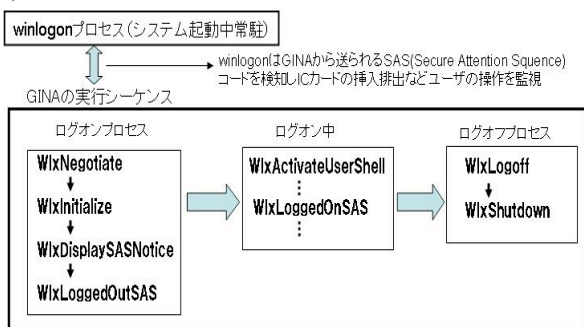 winlogonプロセス(システム起動中常駐)
winlogonはGINAから送られるSAS(Secure Attention Squence)
コードを検知しICカードの挿入排出などユーザの操作を監視
GINAの実行シーケンス
ログオンプロセス
WlxNegotiate
WlxInitialize
WlxDisplaySASNotice
WlxLoggedOutSAS
ログオン中
WlxActivateUserShell
WlxLoggedOnSAS
ログオフプロセス
WlxLogoff
WlxShutdown